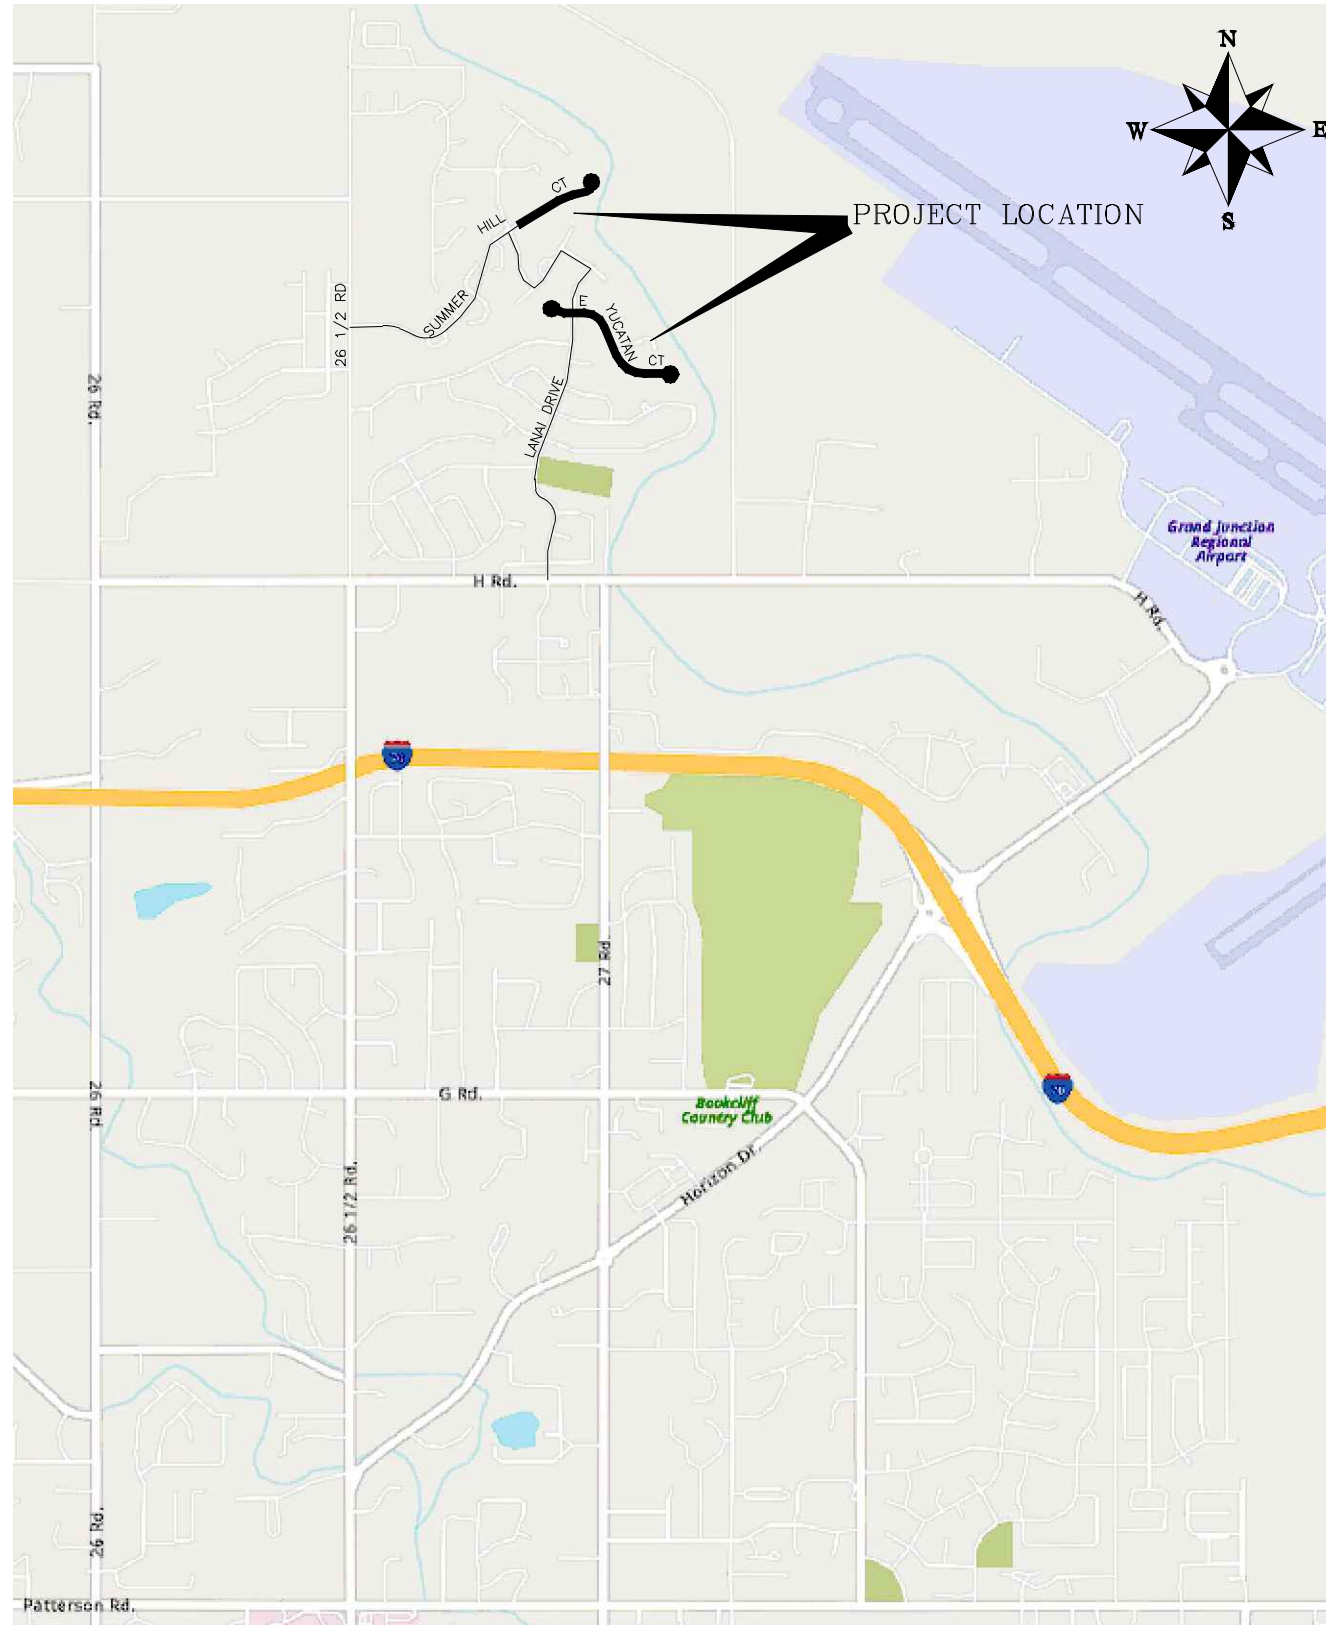 N
W E
S
PROJECT LOCATION
CT
HILL
SUMMER
26 1/2 RD
E
YUCATAN
CT
LANAI DRIVE
26 Rd.
Grand Junction
Regional
Airport
H Rd.
H Rd.
70
27 Rd.
70
26 Rd.
G Rd.
Bookcliff
Country Club
Horizon Dr.
26 1/2 Rd.
26 Rd.
Patterson Rd.